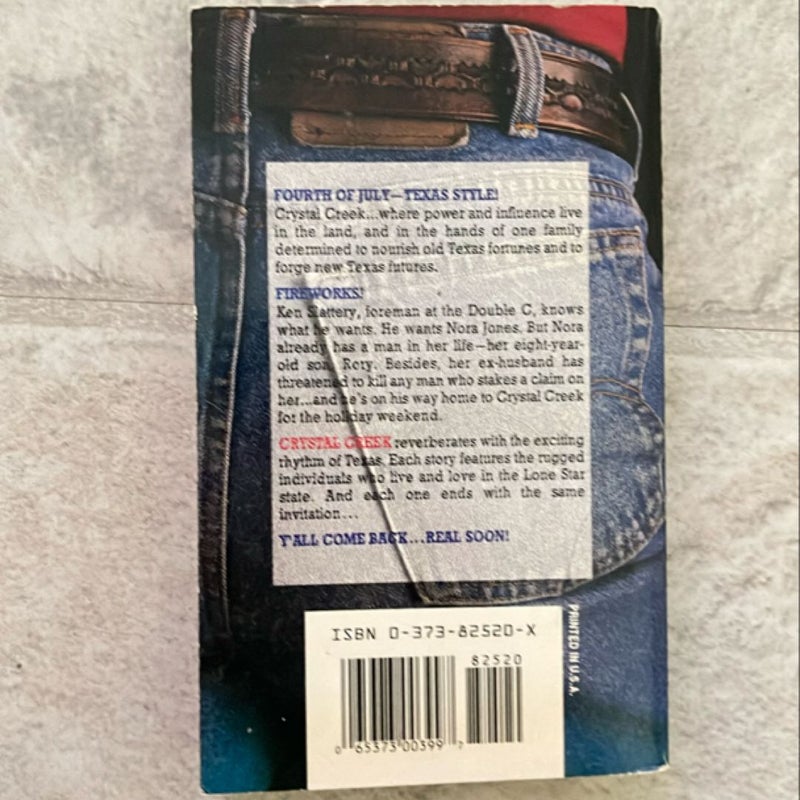 FOURTH OF JULY—TEXAS STYLE!
Crystal Creek...where power and influence live
in the land, and in the hands of one family
determined to nourish old Texas fortunes and to
forge new Texas futures.
FIREWORKS!
Ken Slattery, foreman at the Double C, knows
what he wants. He wants Nora Jones. But Nora
already has a man in her life—her eight-year-
old son, Rory. Besides, her ex-husband has
threatened to kill any man who stakes a claim on
her...and he's on his way home to Crystal Creek
for the holiday weekend.
CRYSTAL CREEK reverberates with the exciting
rhythm of Texas. Each story features the rugged
individuals who live and love in the Lone Star
state. And each one ends with the same
invitation...
Y'ALL COME BACK...REAL SOON!
ISBN 0-373-82520-X
82520
0 65373 00399 7
PRINTED IN U.S.A.